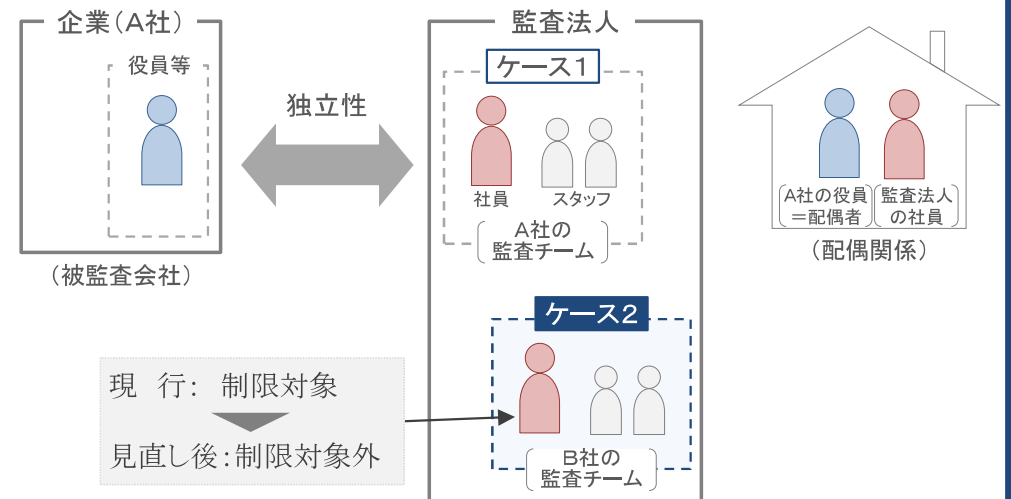 企業(A社)
役員等
(被監査会社)
独立性
監査法人
ケース1
社員
スタッフ
A社の
監査チーム
ケース2
B社の
監査チーム
現 行: 制限対象
見直し後:制限対象外
A社の役員
=配偶者
監査法人
の社員
(配偶関係)